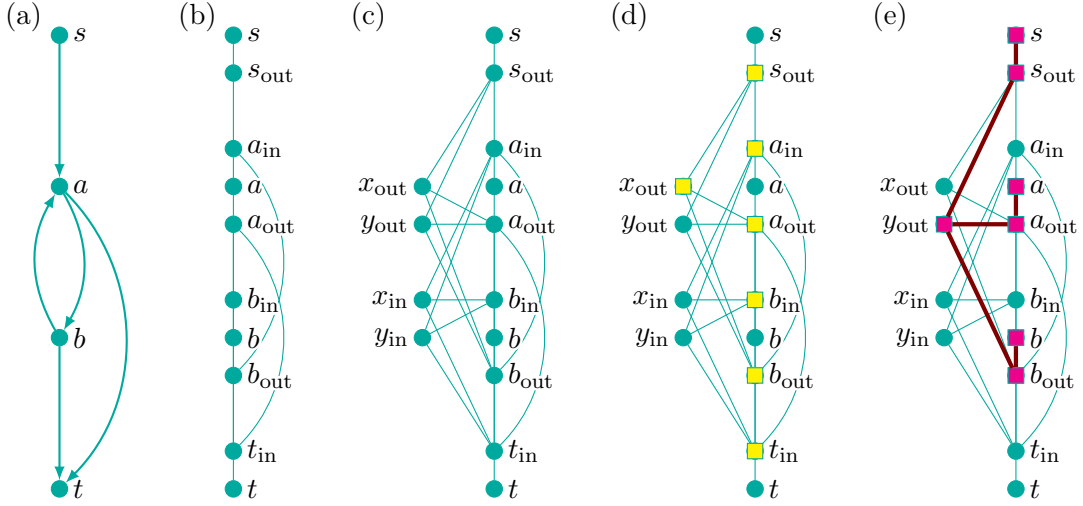 (a)
s
a
b
t
(b)
s
s_out
a_in
a
a_out
b_in
b
b_out
t_in
t
(c)
s
s_out
a_in
x_out
a
y_out
a_out
x_in
b_in
y_in
b
b_out
t_in
t
(d)
s
s_out
a_in
x_out
a
y_out
a_out
x_in
b_in
y_in
b
b_out
t_in
t
(e)
s
s_out
a_in
x_out
a
y_out
a_out
x_in
b_in
y_in
b
b_out
t_in
t